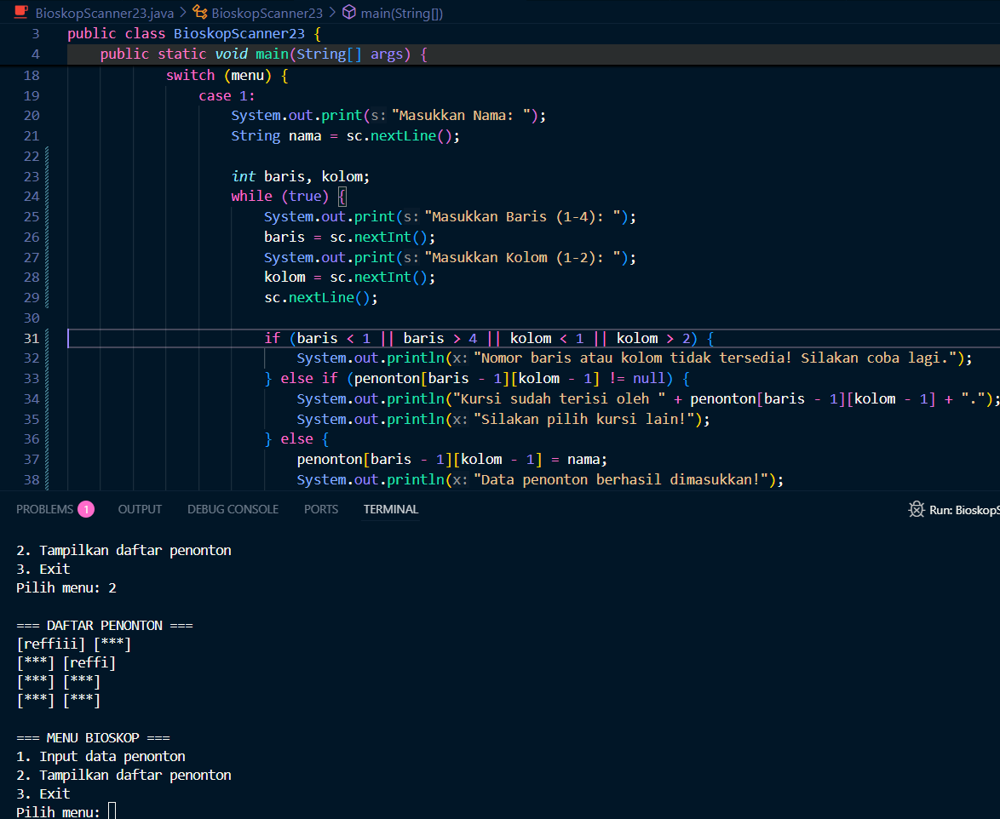 BioskopScanner23.java > BioskopScanner23 > main(String[])
3 public class BioskopScanner23 {
4 public static void main(String[] args) {
18 switch (menu) {
19 case 1:
20 System.out.print(s: "Masukkan Nama: ");
21 String nama = sc.nextLine();
22
23 int baris, kolom;
24 while (true) {
25 System.out.print(s: "Masukkan Baris (1-4): ");
26 baris = sc.nextInt();
27 System.out.print(s: "Masukkan Kolom (1-2): ");
28 kolom = sc.nextInt();
29 sc.nextLine();
30
31 if (baris < 1 || baris > 4 || kolom < 1 || kolom > 2) {
32 System.out.println(x: "Nomor baris atau kolom tidak tersedia! Silakan coba lagi.");
33 } else if (penonton[baris - 1][kolom - 1] != null) {
34 System.out.println("Kursi sudah terisi oleh " + penonton[baris - 1][kolom - 1] + ".");
35 System.out.println(x: "Silakan pilih kursi lain!");
36 } else {
37 penonton[baris - 1][kolom - 1] = nama;
38 System.out.println(x: "Data penonton berhasil dimasukkan!");
PROBLEMS 1 OUTPUT DEBUG CONSOLE PORTS TERMINAL Run: BioskopS
2. Tampilkan daftar penonton
3. Exit
Pilih menu: 2
=== DAFTAR PENONTON ===
[reffiii] [***]
[***] [reffi]
[***] [***]
[***] [***]
=== MENU BIOSKOP ===
1. Input data penonton
2. Tampilkan daftar penonton
3. Exit
Pilih menu: